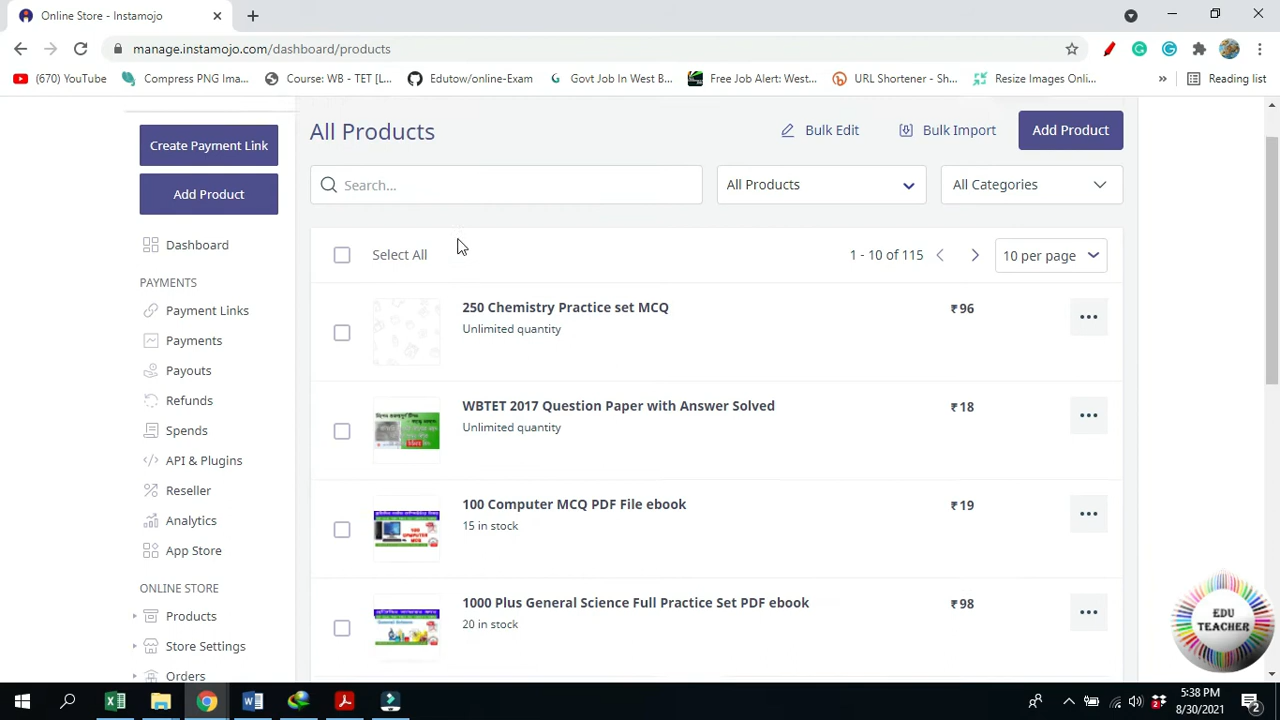 Online Store - Instamojo
manage.instamojo.com/dashboard/products
(670) YouTube
Compress PNG Ima...
Course: WB - TET [L...
Edutow/online-Exam
Govt Job In West B...
Free Job Alert: West...
URL Shortener - Sh...
Resize Images Onli...
Reading list
Create Payment Link
Add Product
Dashboard
PAYMENTS
Payment Links
Payments
Payouts
Refunds
Spends
API & Plugins
Reseller
Analytics
App Store
ONLINE STORE
Products
Store Settings
Orders
All Products
Bulk Edit
Bulk Import
Add Product
Search...
All Products
All Categories
Select All
1 - 10 of 115
10 per page
250 Chemistry Practice set MCQ
₹ 96
Unlimited quantity
WBTET 2017 Question Paper with Answer Solved
₹ 18
Unlimited quantity
100 Computer MCQ PDF File ebook
₹ 19
15 in stock
100 COMPUTER
MCQ
1000 Plus General Science Full Practice Set PDF ebook
₹ 98
20 in stock
General Science
EDU
TEACHER
5:38 PM
8/30/2021
2